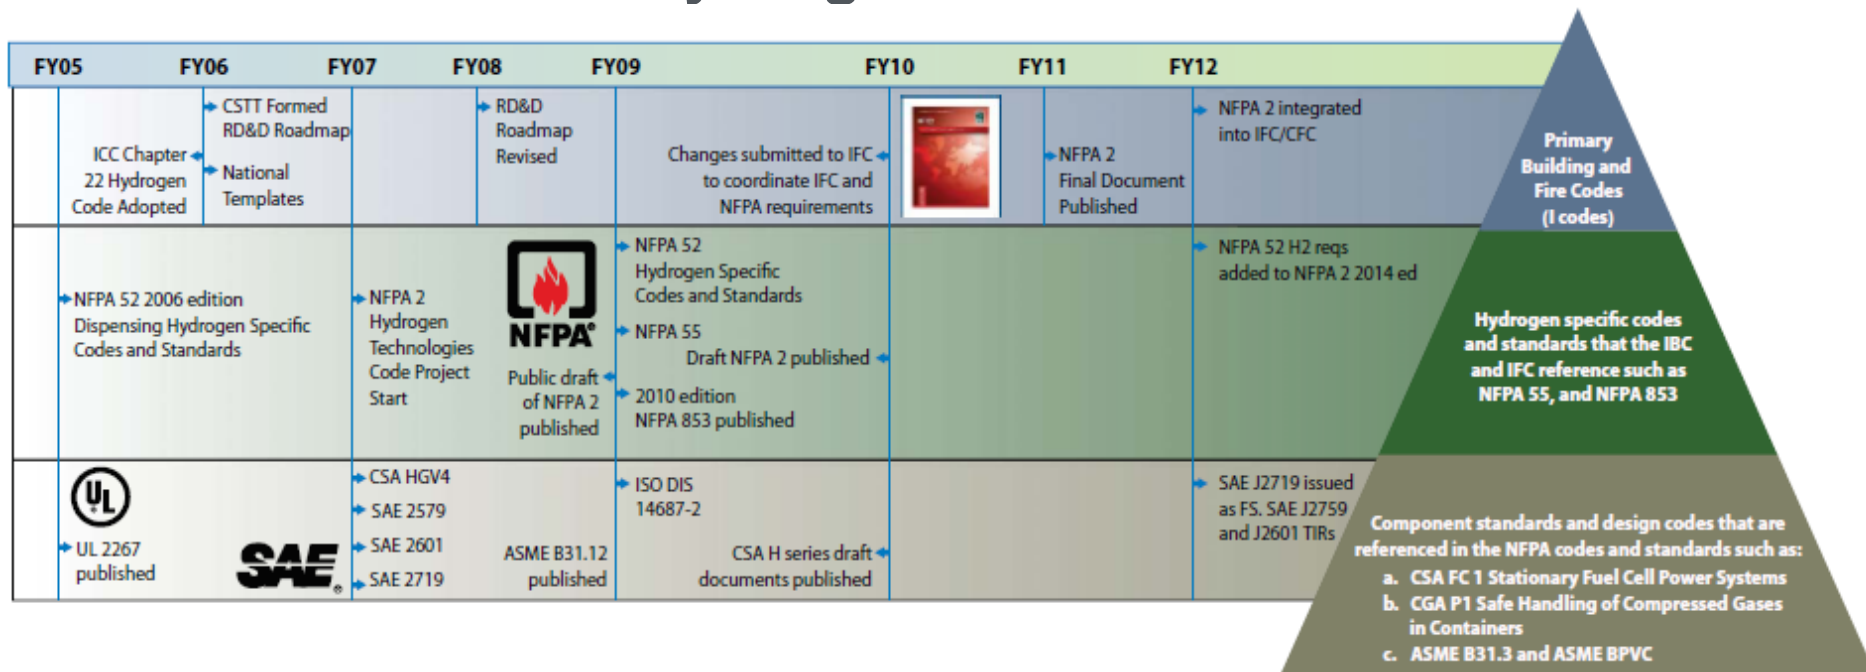 FY05 FY06 FY07 FY08 FY09 FY10 FY11 FY12
ICC Chapter
22 Hydrogen
Code Adopted
CSTT Formed
RD&D Roadmap
National
Templates
RD&D
Roadmap
Revised
Changes submitted to IFC
to coordinate IFC and
NFPA requirements
NFPA 2
Final Document
Published
NFPA 2 integrated
into IFC/CFC
Primary
Building and
Fire Codes
(I codes)
NFPA 52 2006 edition
Dispensing Hydrogen Specific
Codes and Standards
NFPA 2
Hydrogen
Technologies
Code Project
Start
NFPA®
Public draft
of NFPA 2
published
NFPA 52
Hydrogen Specific
Codes and Standards
NFPA 55
Draft NFPA 2 published
2010 edition
NFPA 853 published
NFPA 52 H2 reqs
added to NFPA 2 2014 ed
Hydrogen specific codes
and standards that the IBC
and IFC reference such as
NFPA 55, and NFPA 853
UL
UL 2267
published
SAE®
CSA HGV4
SAE 2579
SAE 2601
SAE 2719
ASME B31.12
published
ISO DIS
14687-2
CSA H series draft
documents published
SAE J2719 issued
as FS. SAE J2759
and J2601 TIRs
Component standards and design codes that are
referenced in the NFPA codes and standards such as:
a. CSA FC 1 Stationary Fuel Cell Power Systems
b. CGA P1 Safe Handling of Compressed Gases
in Containers
c. ASME B31.3 and ASME BPVC